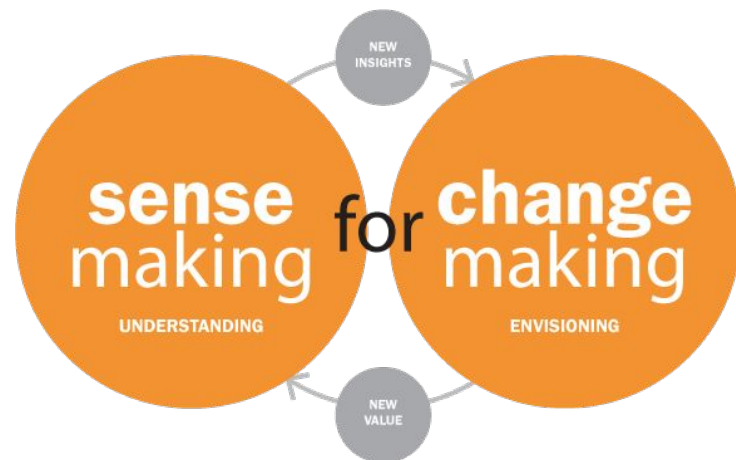 NEW
INSIGHTS
sense
making
UNDERSTANDING
for
change
making
ENVISIONING
NEW
VALUE